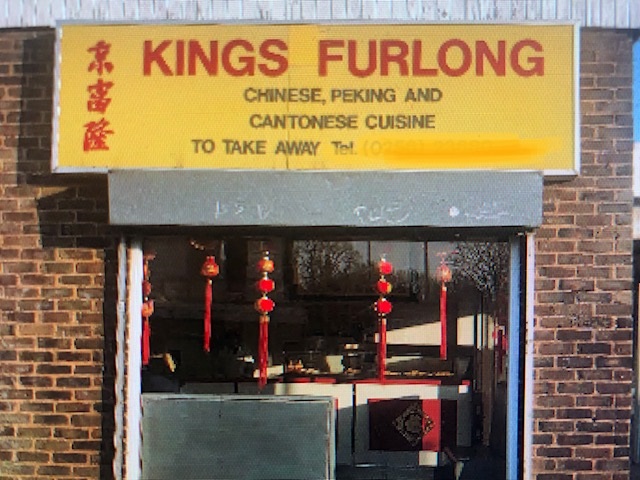 京富隆
KINGS FURLONG
CHINESE, PEKING AND
CANTONESE CUISINE
TO TAKE AWAY Tel.